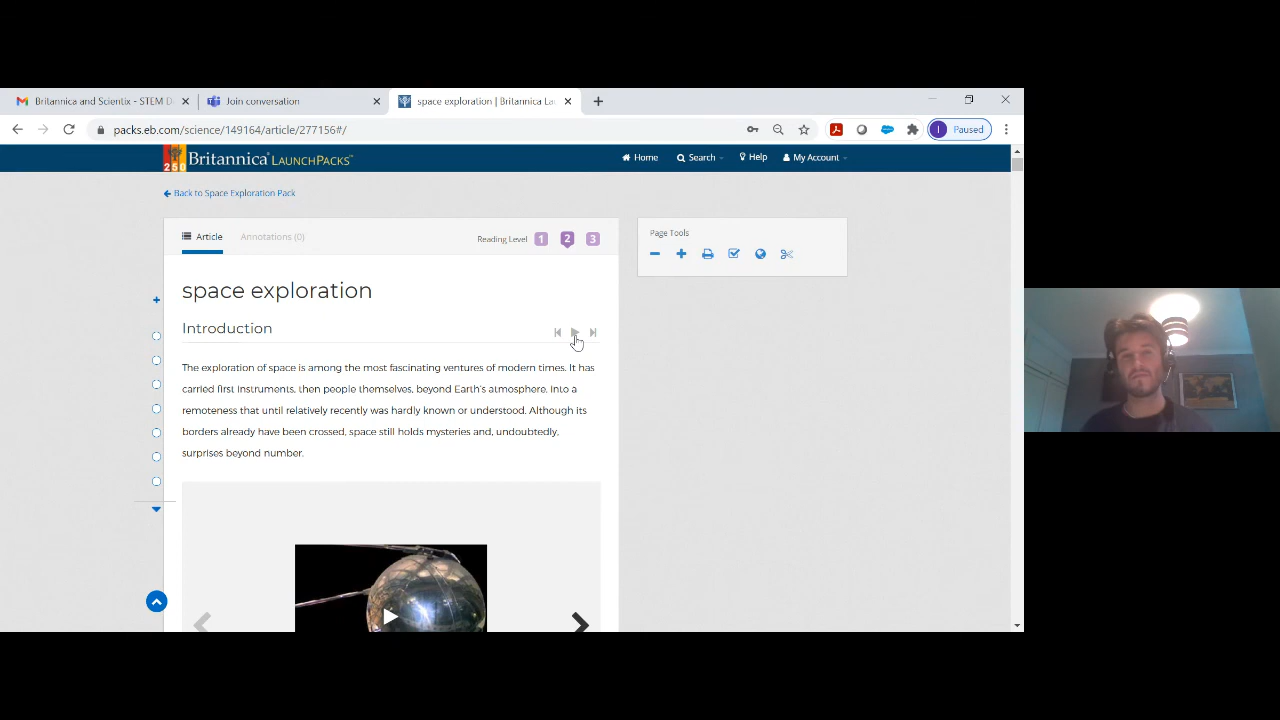 Britannica and Scientix - STEM D
Join conversation
space exploration | Britannica La
packs.eb.com/science/149164/article/277156#/
Paused
250
Britannica LAUNCHPACKS™
Home
Search
Help
My Account
Back to Space Exploration Pack
Article
Annotations (0)
Reading Level 1 2 3
Page Tools
space exploration
Introduction
The exploration of space is among the most fascinating ventures of modern times. It has
carried first instruments, then people themselves, beyond Earth's atmosphere, into a
remoteness that until relatively recently was hardly known or understood. Although its
borders already have been crossed, space still holds mysteries and, undoubtedly,
surprises beyond number.